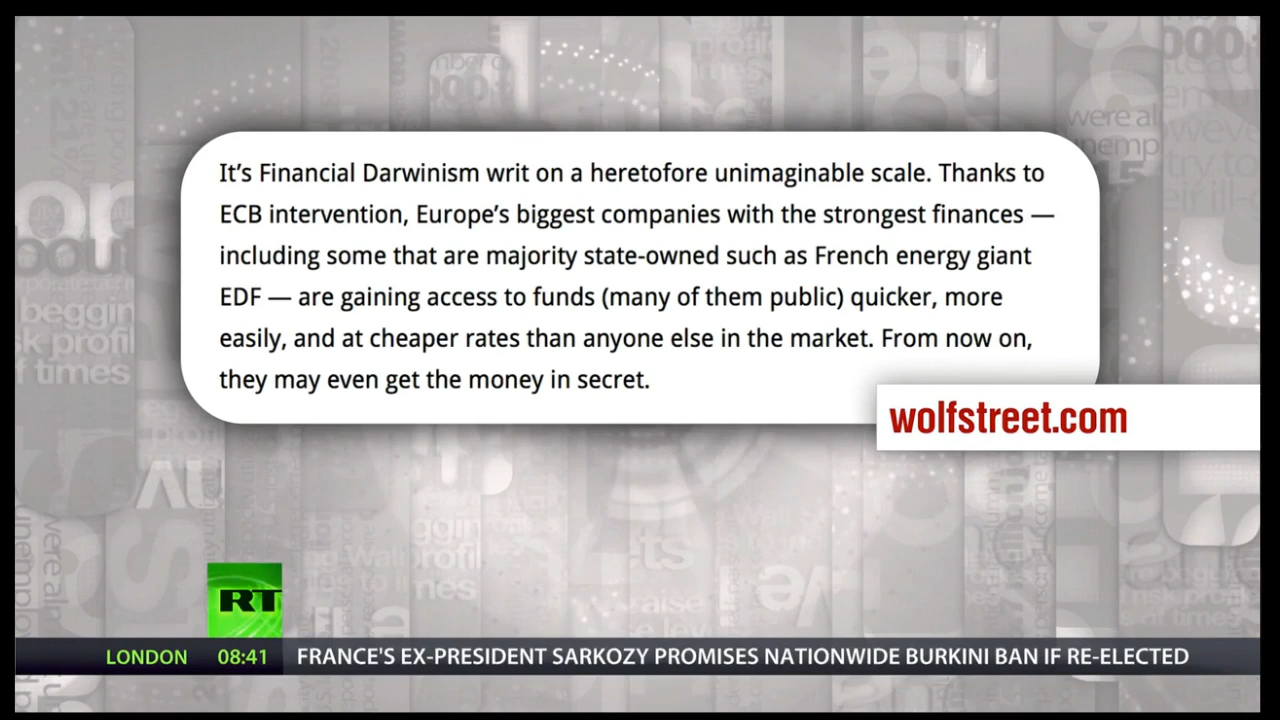 It's Financial Darwinism writ on a heretofore unimaginable scale. Thanks to
ECB intervention, Europe's biggest companies with the strongest finances —
including some that are majority state-owned such as French energy giant
EDF — are gaining access to funds (many of them public) quicker, more
easily, and at cheaper rates than anyone else in the market. From now on,
they may even get the money in secret.
wolfstreet.com
RT
LONDON 08:41 FRANCE'S EX-PRESIDENT SARKOZY PROMISES NATIONWIDE BURKINI BAN IF RE-ELECTED